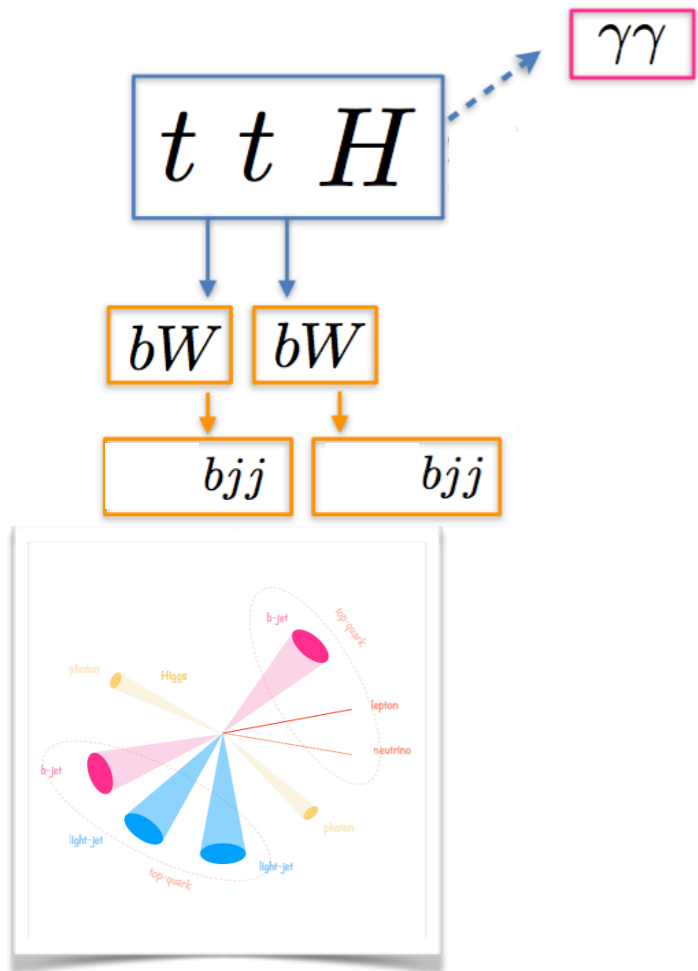 γγ
t t H
bW bW
bjj bjj
b-jet
top-quark
photon
Higgs
lepton
b-jet
neutrino
light-jet
photon
light-jet
top-quark